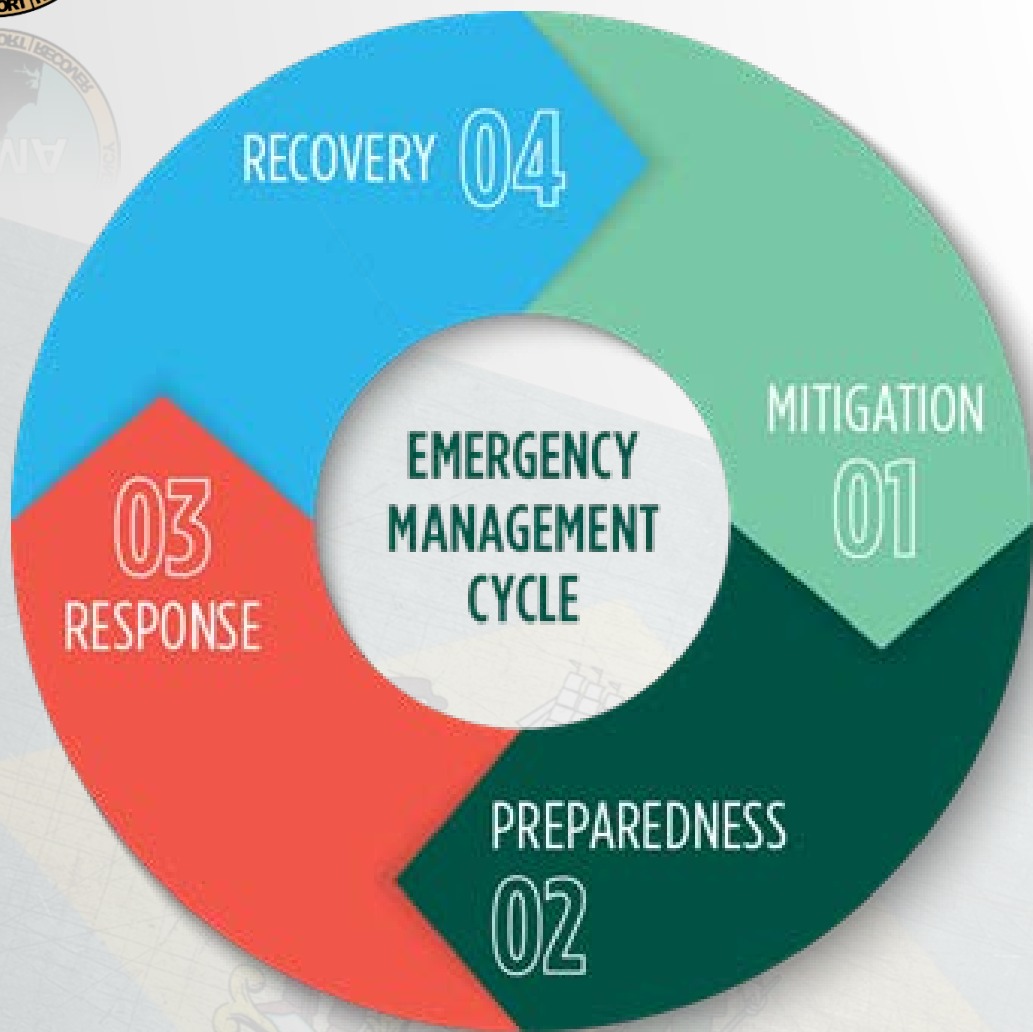 RECOVERY 04
MITIGATION
01
EMERGENCY
MANAGEMENT
CYCLE
03
RESPONSE
PREPAREDNESS
02